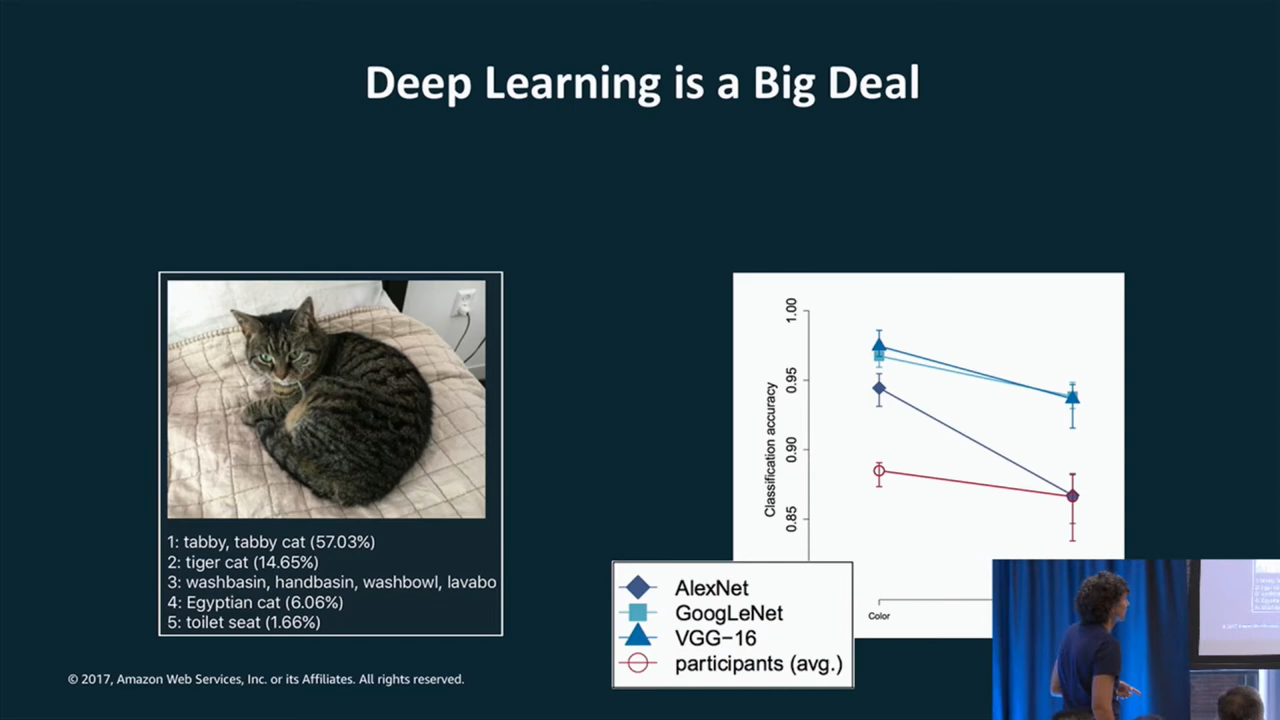 Deep Learning is a Big Deal
1: tabby, tabby cat (57.03%)
2: tiger cat (14.65%)
3: washbasin, handbasin, washbowl, lavabo
4: Egyptian cat (6.06%)
5: toilet seat (1.66%)
Classification accuracy
1.00
0.95
0.90
0.85
Color
AlexNet
GoogLeNet
VGG−16
participants (avg.)
© 2017, Amazon Web Services, Inc. or its Affiliates. All rights reserved.